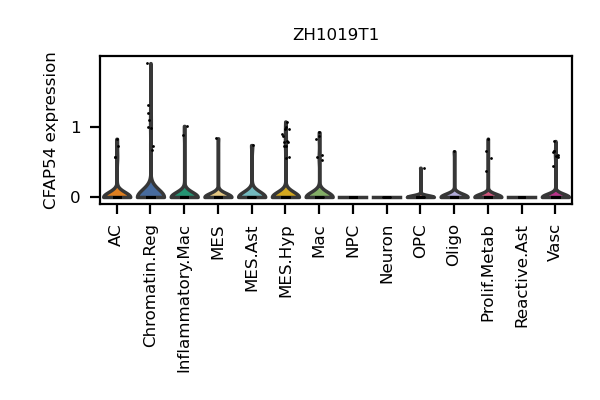 ZH1019T1
CFAP54 expression
1
0
AC
Chromatin.Reg
Inflammatory.Mac
MES
MES.Ast
MES.Hyp
Mac
NPC
Neuron
OPC
Oligo
Prolif.Metab
Reactive.Ast
Vasc